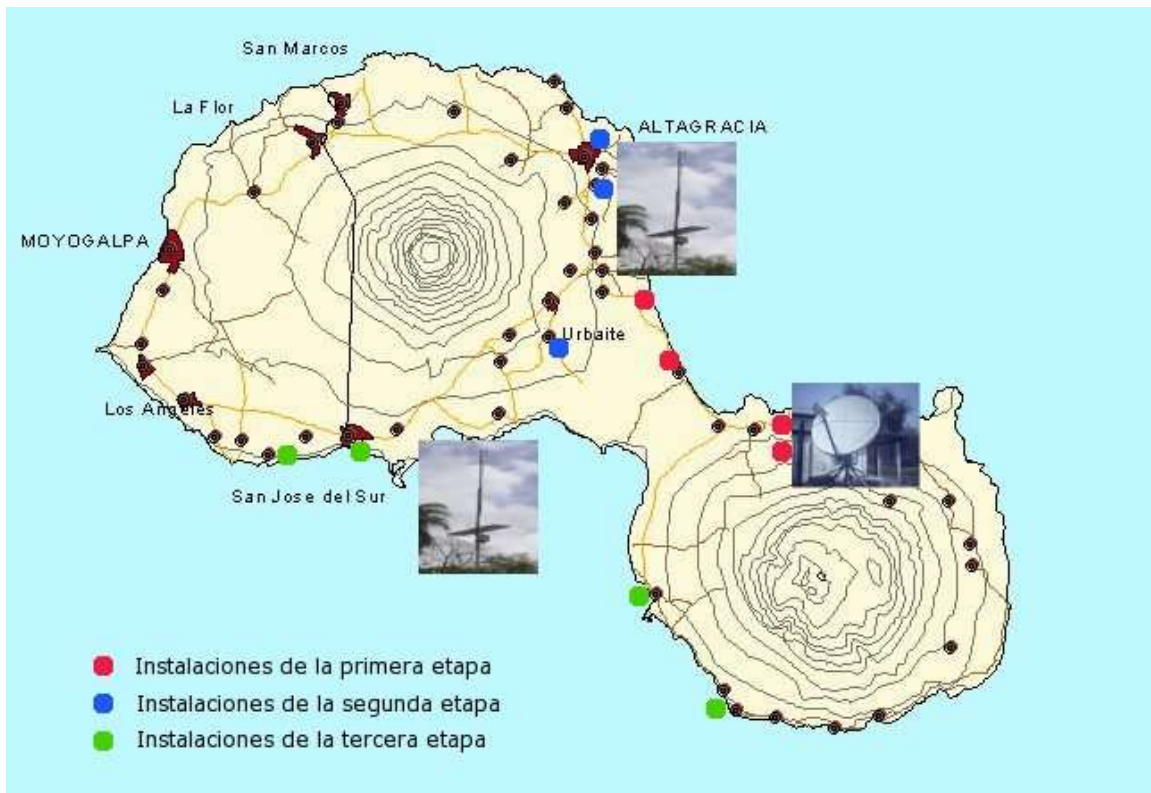 San Marcos
La Flor
ALTAGRACIA
MOYOGALPA
Urbaite
Los Angeles
San Jose del Sur
Instalaciones de la primera etapa
Instalaciones de la segunda etapa
Instalaciones de la tercera etapa